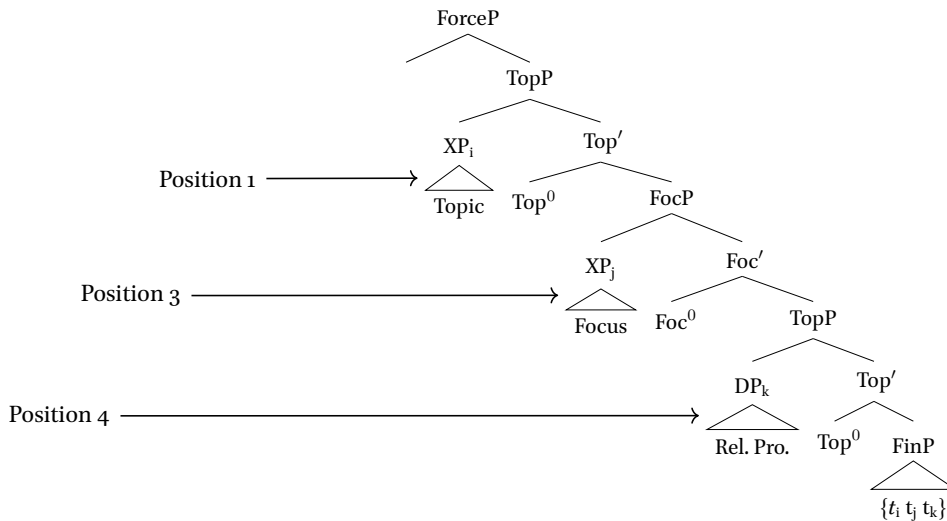 ForceP
TopP
XPᵢ Top′
Position 1 Topic Top⁰ FocP
XPⱼ Foc′
Position 3 Focus Foc⁰ TopP
DPₖ Top′
Position 4 Rel. Pro. Top⁰ FinP
{tᵢ tⱼ tₖ}